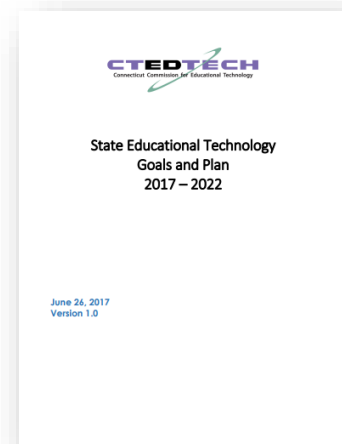 CTEDTECH
Connecticut Commission for Educational Technology
State Educational Technology
Goals and Plan
2017 – 2022
June 26, 2017
Version 1.0